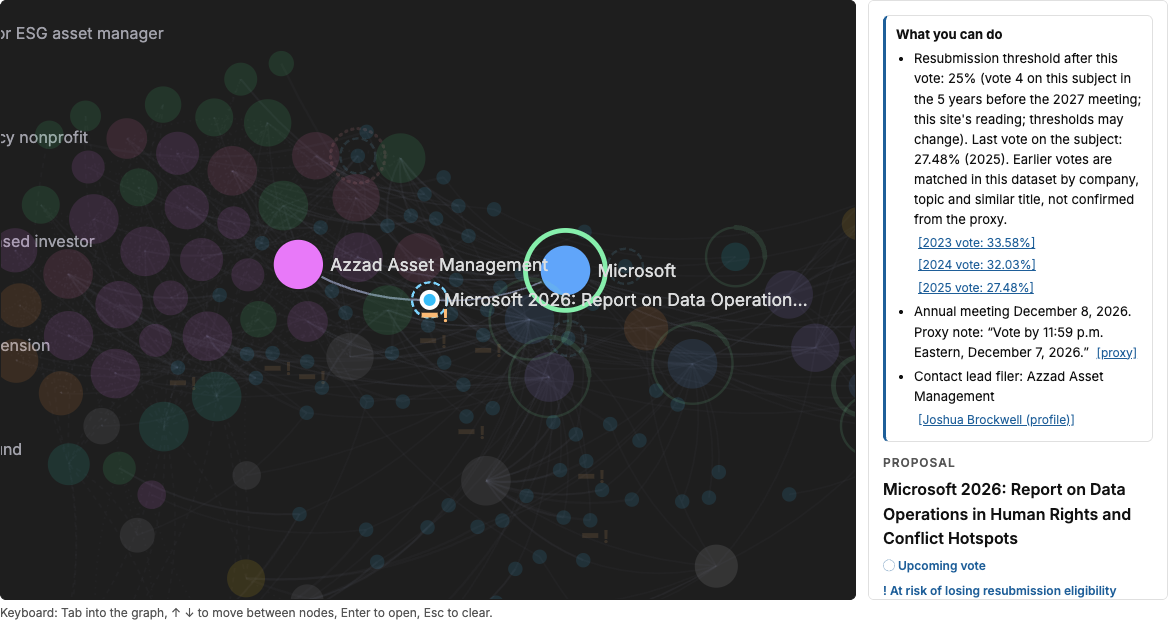 or ESG asset manager
cy nonprofit
sed investor
ension
und
Azzad Asset Management
Microsoft
Microsoft 2026: Report on Data Operation...
!
!
!
!
!
!
!
!
!
Keyboard: Tab into the graph, ↑ ↓ to move between nodes, Enter to open, Esc to clear.
What you can do
• Resubmission threshold after this
vote: 25% (vote 4 on this subject in
the 5 years before the 2027 meeting;
this site's reading; thresholds may
change). Last vote on the subject:
27.48% (2025). Earlier votes are
matched in this dataset by company,
topic and similar title, not confirmed
from the proxy.
[2023 vote: 33.58%]
[2024 vote: 32.03%]
[2025 vote: 27.48%]
• Annual meeting December 8, 2026.
Proxy note: “Vote by 11:59 p.m.
Eastern, December 7, 2026.” [proxy]
• Contact lead filer: Azzad Asset
Management
[Joshua Brockwell (profile)]
PROPOSAL
Microsoft 2026: Report on Data
Operations in Human Rights and
Conflict Hotspots
Upcoming vote
! At risk of losing resubmission eligibility